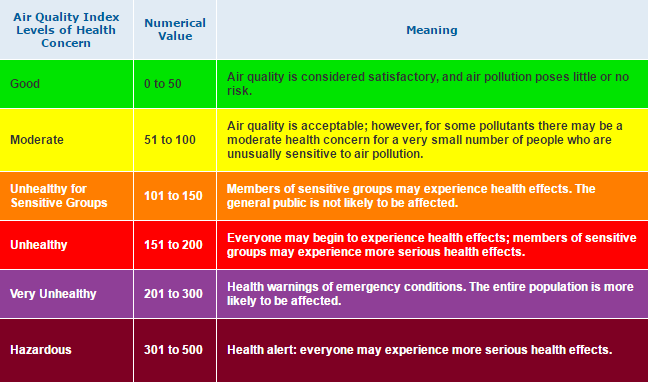 Air Quality Index
Levels of Health
Concern
Numerical
Value
Meaning
Good
0 to 50
Air quality is considered satisfactory, and air pollution poses little or no
risk.
Moderate
51 to 100
Air quality is acceptable; however, for some pollutants there may be a
moderate health concern for a very small number of people who are
unusually sensitive to air pollution.
Unhealthy for
Sensitive Groups
101 to 150
Members of sensitive groups may experience health effects. The
general public is not likely to be affected.
Unhealthy
151 to 200
Everyone may begin to experience health effects; members of sensitive
groups may experience more serious health effects.
Very Unhealthy
201 to 300
Health warnings of emergency conditions. The entire population is more
likely to be affected.
Hazardous
301 to 500
Health alert: everyone may experience more serious health effects.